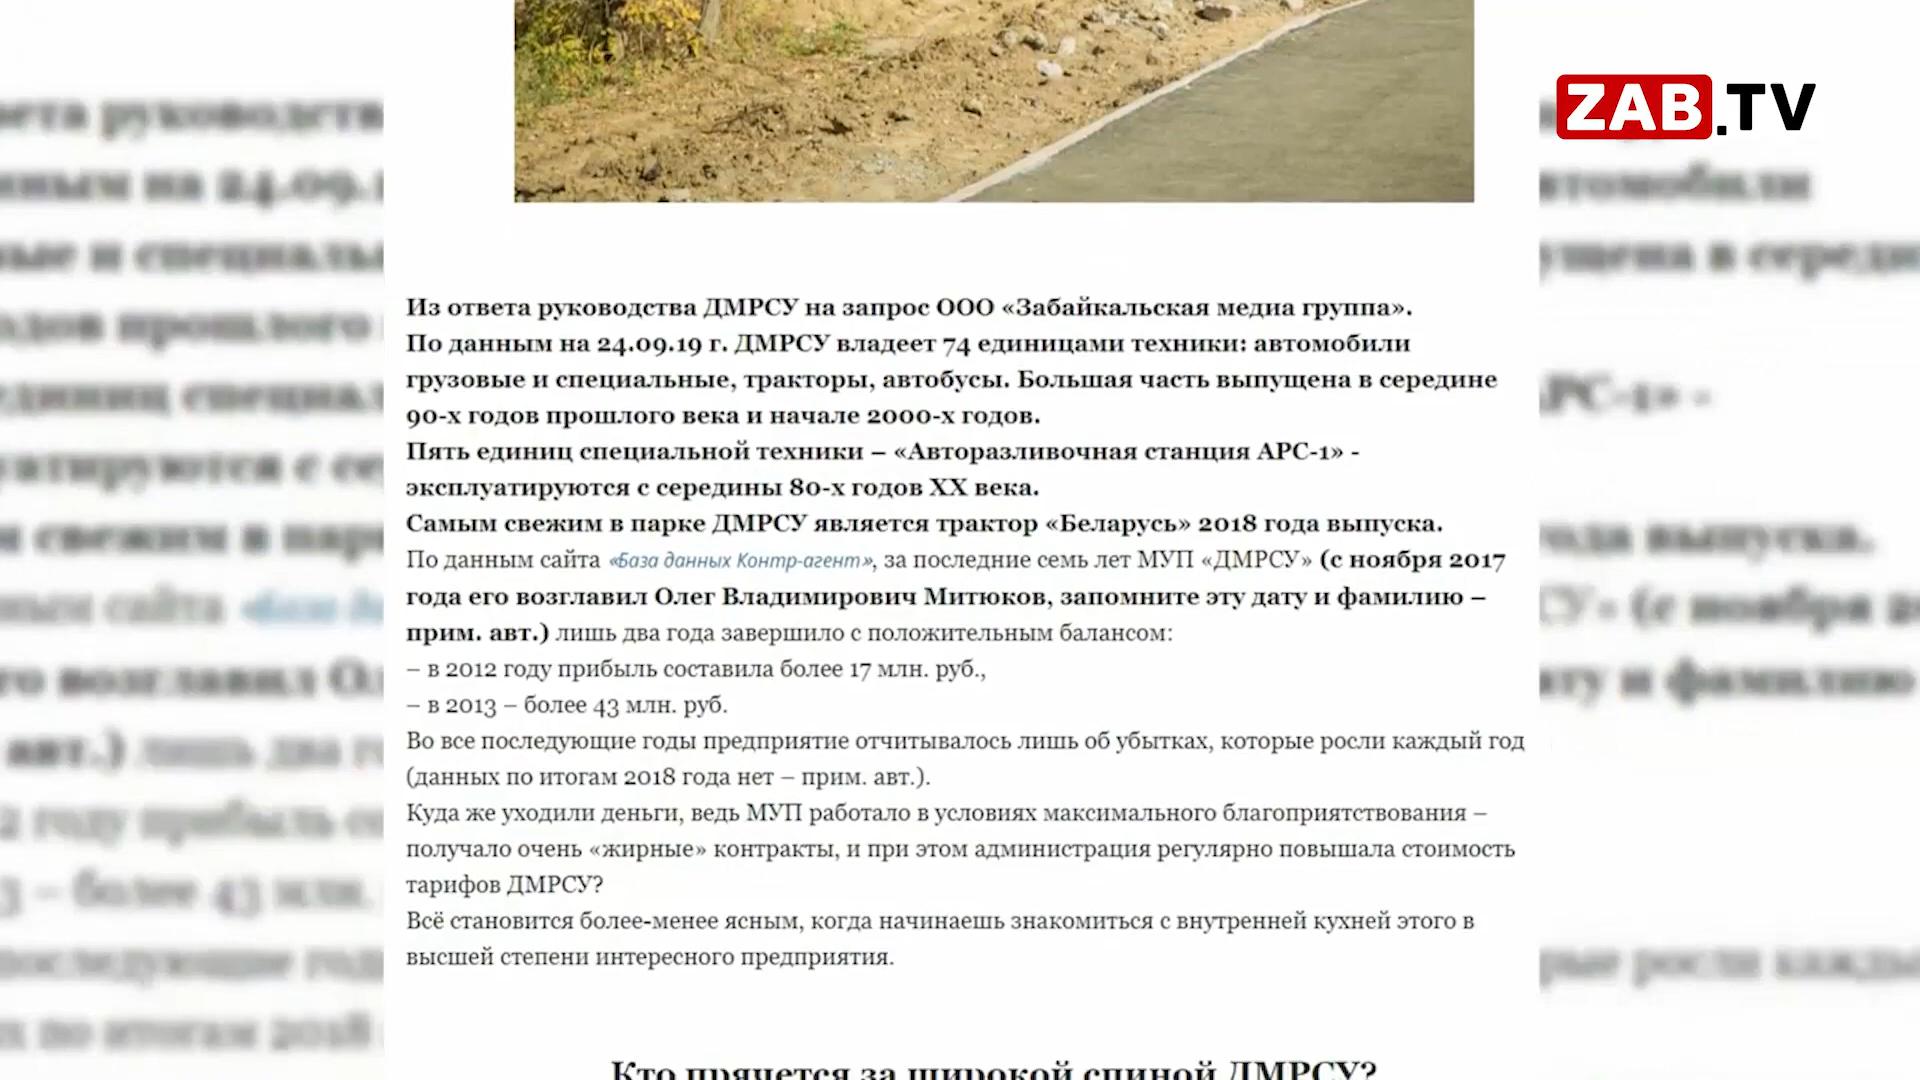 ZAB.TV
Из ответа руководства ДМРСУ на запрос ООО «Забайкальская медиа группа».
По данным на 24.09.19 г. ДМРСУ владеет 74 единицами техники: автомобили
грузовые и специальные, тракторы, автобусы. Большая часть выпущена в середине
90-х годов прошлого века и начале 2000-х годов.
Пять единиц специальной техники – «Авторазливочная станция АРС-1» -
эксплуатируются с середины 80-х годов XX века.
Самым свежим в парке ДМРСУ является трактор «Беларусь» 2018 года выпуска.
По данным сайта «База данных Контр-агент», за последние семь лет МУП «ДМРСУ» (с ноября 2017
года его возглавил Олег Владимирович Митюков, запомните эту дату и фамилию –
прим. авт.) лишь два года завершило с положительным балансом:
– в 2012 году прибыль составила более 17 млн. руб.,
– в 2013 – более 43 млн. руб.
Во все последующие годы предприятие отчитывалось лишь об убытках, которые росли каждый год
(данных по итогам 2018 года нет – прим. авт.).
Куда же уходили деньги, ведь МУП работало в условиях максимального благоприятствования –
получало очень «жирные» контракты, и при этом администрация регулярно повышала стоимость
тарифов ДМРСУ?
Всё становится более-менее ясным, когда начинаешь знакомиться с внутренней кухней этого в
высшей степени интересного предприятия.
Кто прячется за широкой спиной ДМРСУ?